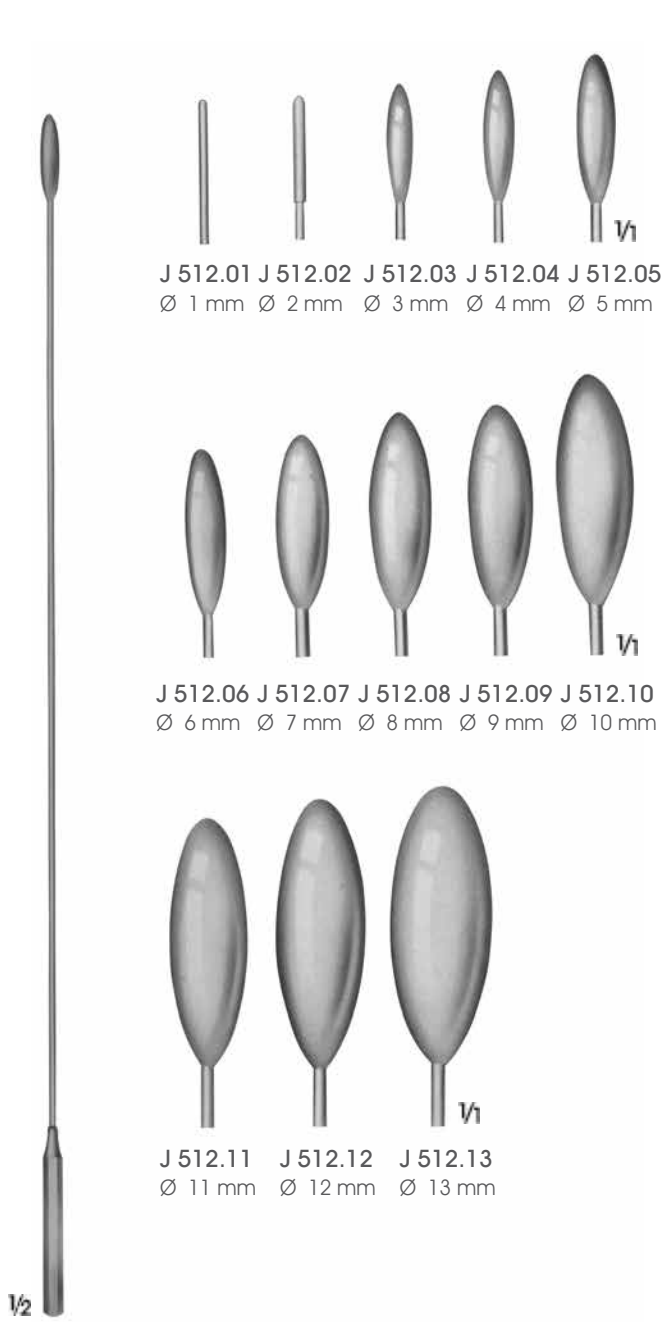 1/1
J 512.01 J 512.02 J 512.03 J 512.04 J 512.05
Ø 1 mm Ø 2 mm Ø 3 mm Ø 4 mm Ø 5 mm
1/1
J 512.06 J 512.07 J 512.08 J 512.09 J 512.10
Ø 6 mm Ø 7 mm Ø 8 mm Ø 9 mm Ø 10 mm
1/1
J 512.11 J 512.12 J 512.13
Ø 11 mm Ø 12 mm Ø 13 mm
1/2